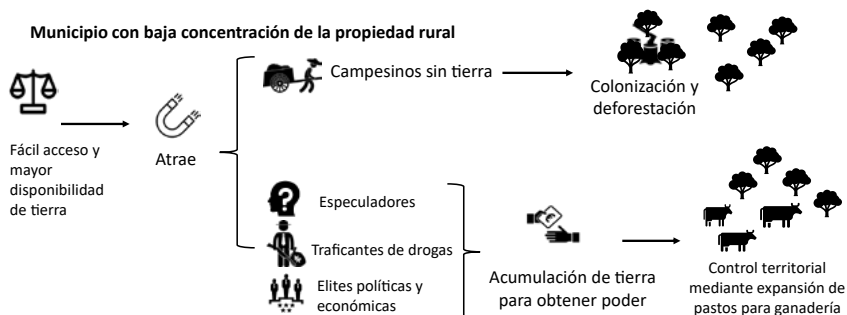 Municipio con baja concentración de la propiedad rural
Fácil acceso y
mayor
disponibilidad
de tierra
Atrae
Campesinos sin tierra
Colonización y
deforestación
Especuladores
Traficantes de drogas
Elites políticas y
económicas
Acumulación de tierra
para obtener poder
Control territorial
mediante expansión de
pastos para ganadería